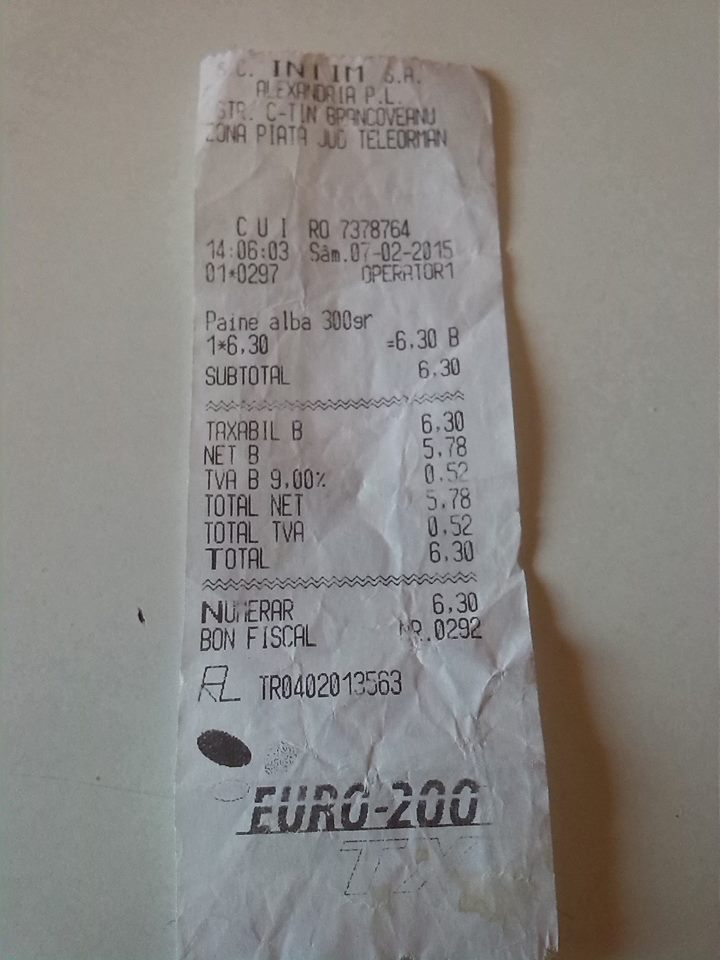 S.C. INTIM S.A.
ALEXANDRIA P.L.
STR. C-TIN BRANCOVEANU
ZONA PIATA JUD TELEORMAN
C U I RO 7378764
14:06:03 Sâm.07-02-2015
01*0297 OPERATOR1
Paine alba 300gr
1*6,30 =6,30 B
SUBTOTAL 6,30
TAXABIL B 6,30
NET B 5,78
TVA B 9,00% 0,52
TOTAL NET 5,78
TOTAL TVA 0,52
TOTAL 6,30
NUMERAR 6,30
BON FISCAL NR.0292
TR0402013563
EURO-200
TX